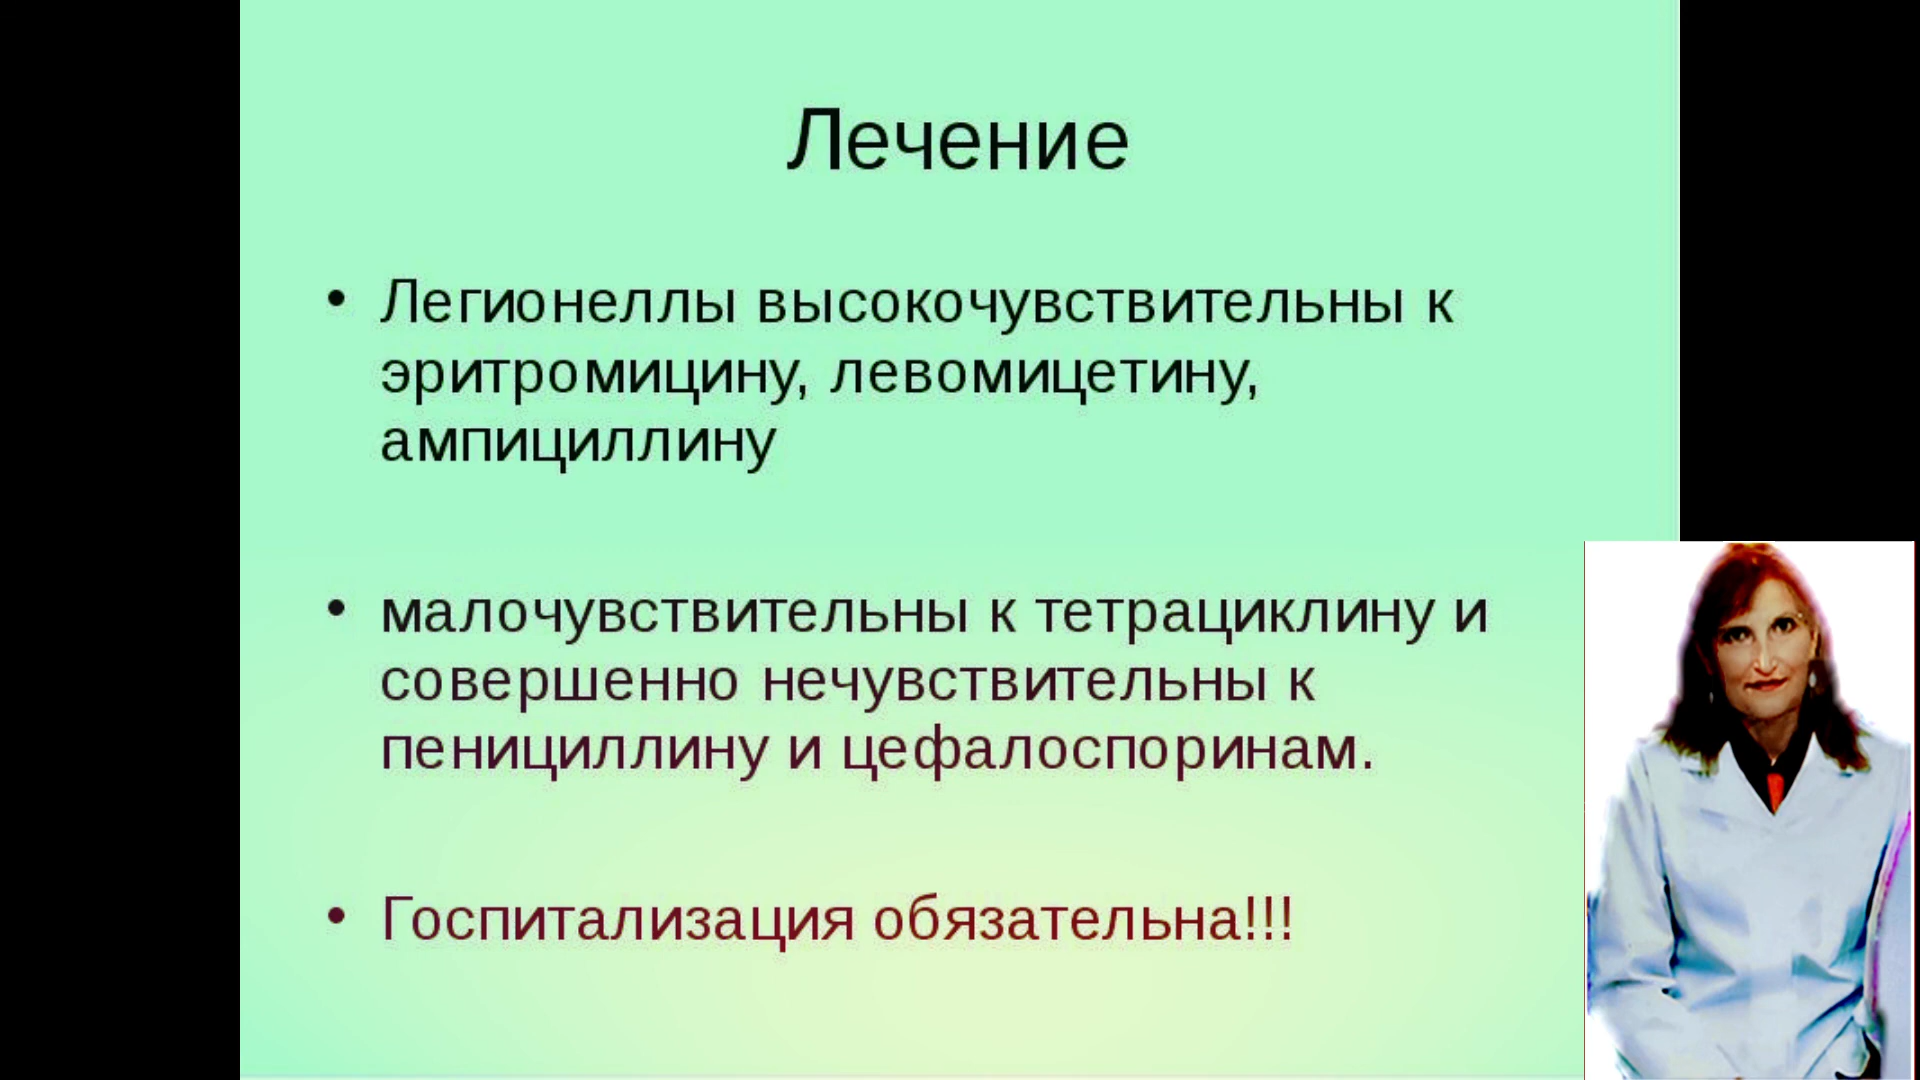 Лечение
• Легионеллы высокочувствительны к
эритромицину, левомицетину,
ампициллину
• малочувствительны к тетрациклину и
совершенно нечувствительны к
пенициллину и цефалоспоринам.
• Госпитализация обязательна!!!